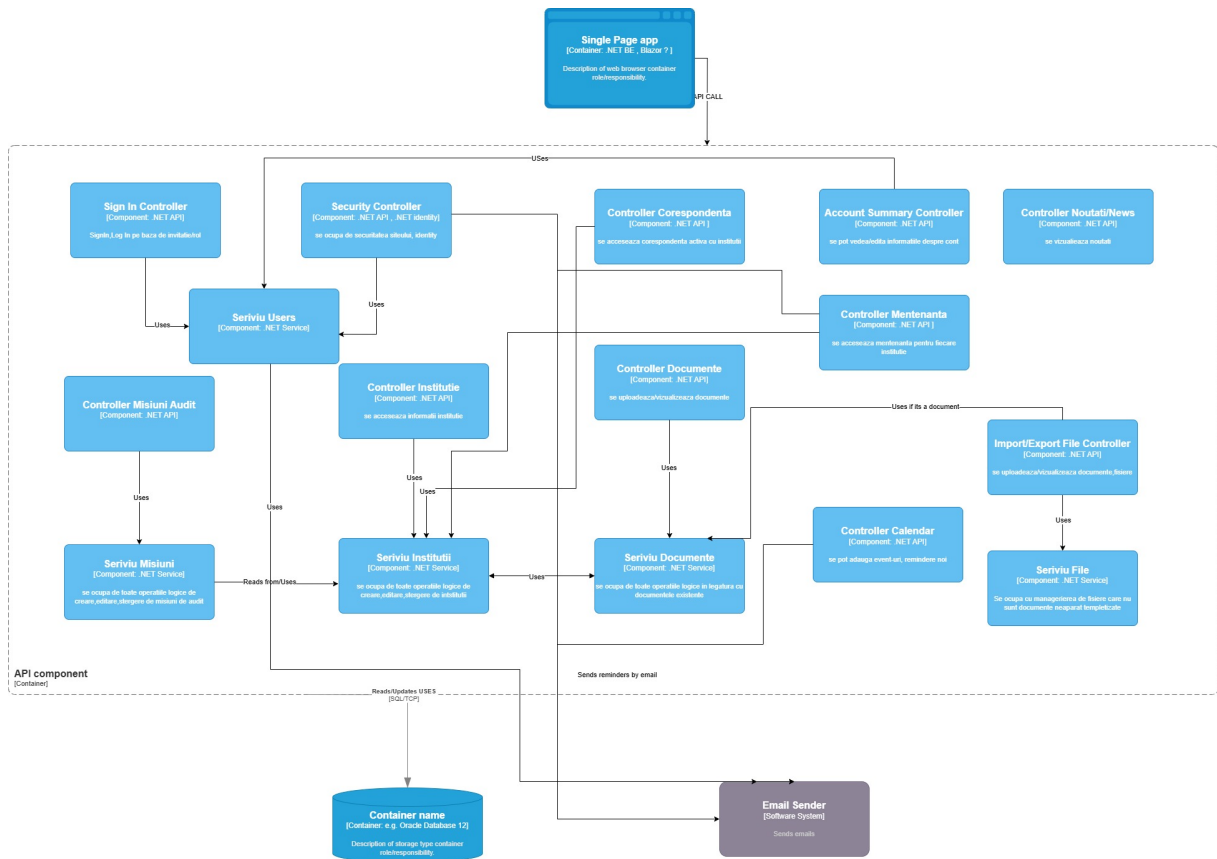 Single Page app
[Container: .NET BE , Blazor ? ]
Description of web browser container
role/responsibility.
API CALL
USes
Sign In Controller
[Component: .NET API]
SignIn,Log In pe baza de invitatie/rol
Security Controller
[Component: .NET API , .NET identity]
se ocupa de securitatea siteului, identity
Controller Corespondenta
[Component: .NET API ]
se acceseaza corespondenta activa cu institutii
Account Summary Controller
[Component: .NET API]
se pot vedea/edita informatiile despre cont
Controller Noutati/News
[Component: .NET API]
se vizualieaza noutati
Seriviu Users
[Component: .NET Service]
Uses
Uses
Controller Mentenanta
[Component: .NET API ]
se acceseaza mentenanta pentru fiecare
institutie
Controller Misiuni Audit
[Component: .NET API]
Controller Institutie
[Component: .NET API]
se acceseaza informatii institutie
Controller Documente
[Component: .NET API]
se uploadeaza/vizualizeaza documente
Uses if its a document
Import/Export File Controller
[Component: .NET API]
se uploadeaza/vizualizeaza documente,fisiere
Uses
Uses
Uses
Uses
Uses
Uses
Controller Calendar
[Component: .NET API]
se pot adauga event-uri, remindere noi
Seriviu Misiuni
[Component: .NET Service]
se ocupa de toate operatiile logice de
creare,editare,stergere de misiuni de audit
Reads from/Uses
Seriviu Institutii
[Component: .NET Service]
se ocupa de toate operatiile logice de
creare,editare,stergere de intstitutii
Uses
Seriviu Documente
[Component: .NET Service]
se ocupa de toate operatiile logice in legatura cu
documentele existente
Seriviu File
[Component: .NET Service]
Se ocupa cu managerierea de fisiere care nu
sunt documente neaparat templetizate
API component
[Container]
Sends reminders by email
Reads/Updates USES
[SQL/TCP]
Container name
[Container: e.g. Oracle Database 12]
Description of storage type container
role/responsibility.
Email Sender
[Software System]
Sends emails